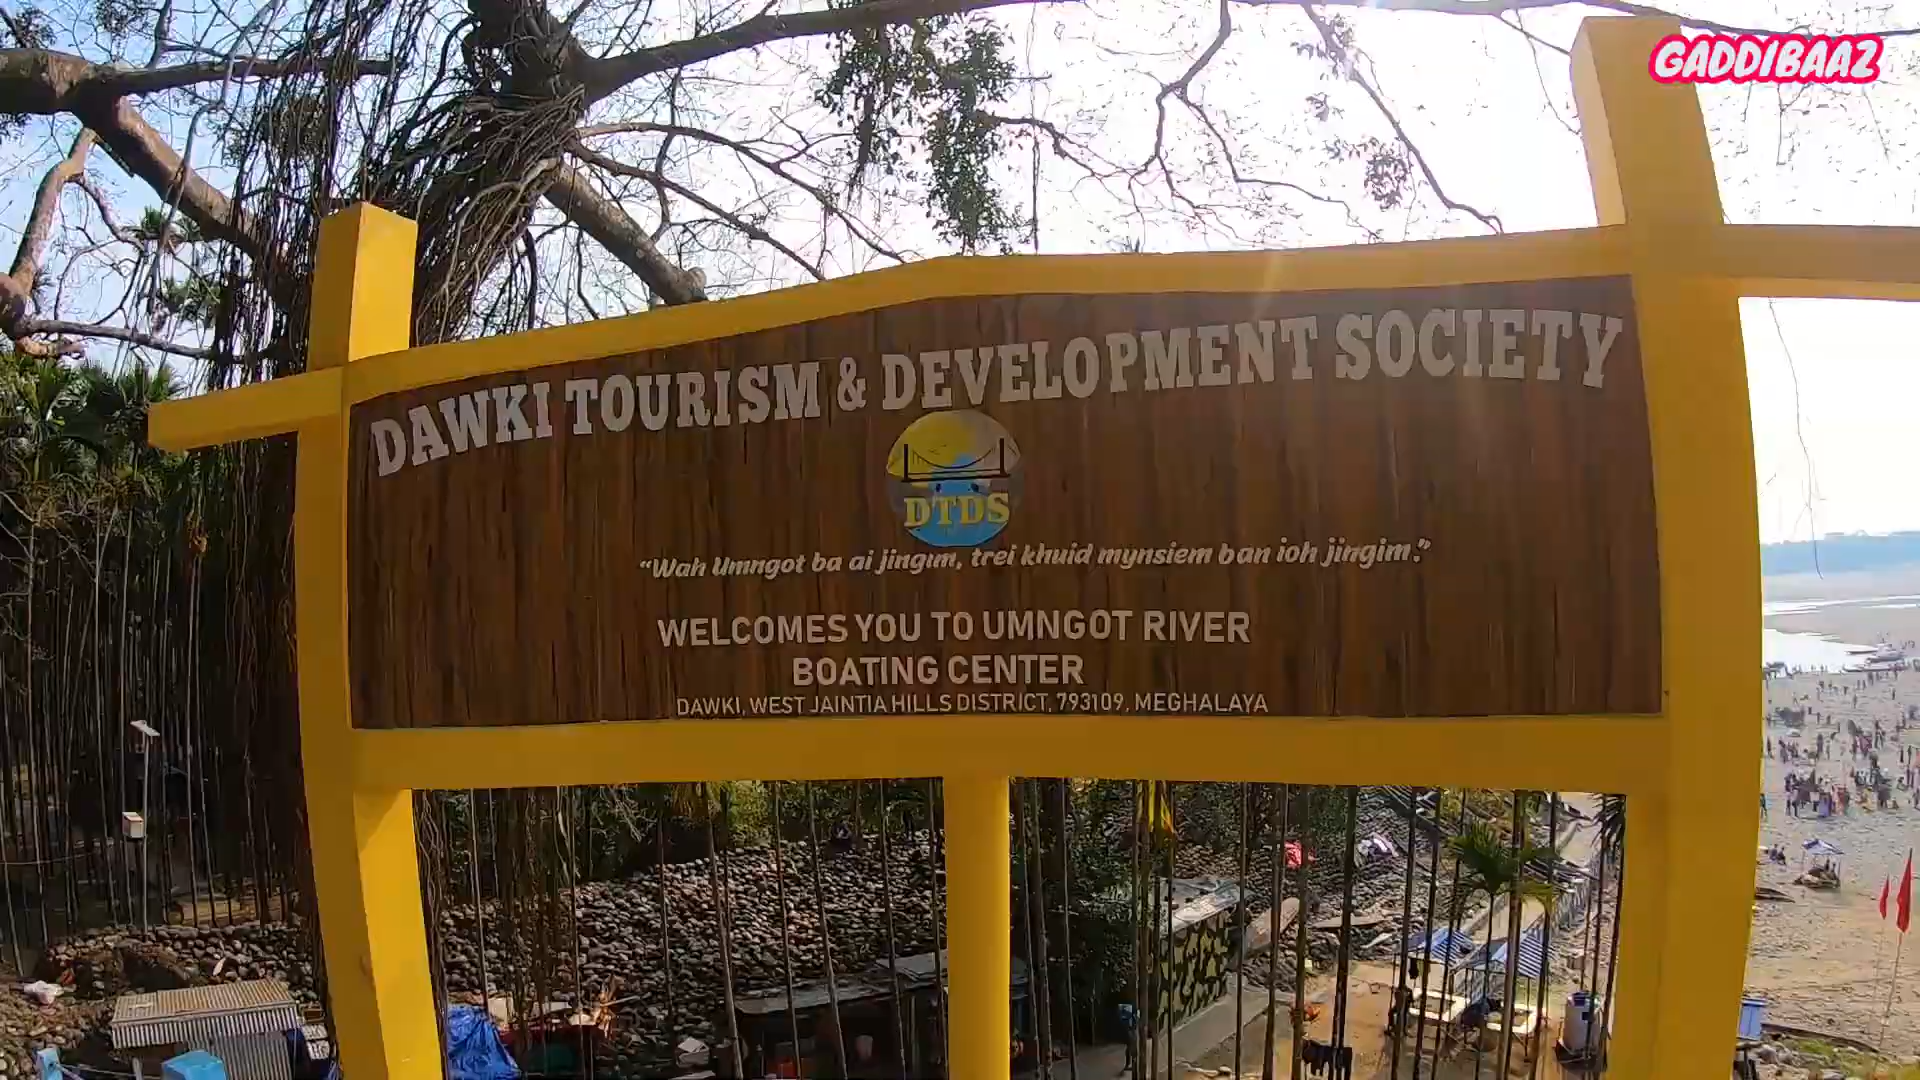 GADDIBAAZ
DAWKI TOURISM & DEVELOPMENT SOCIETY
DTDS
“Wah Umngot ba ai jingim, trei khuid mynsiem ban ioh jingim.”
WELCOMES YOU TO UMNGOT RIVER
BOATING CENTER
DAWKI, WEST JAINTIA HILLS DISTRICT, 793109, MEGHALAYA